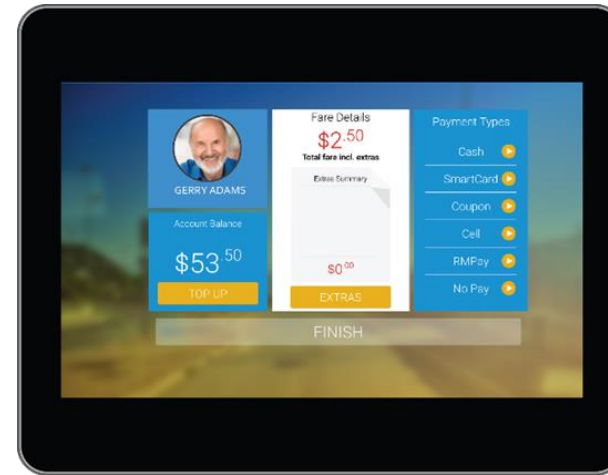 GERRY ADAMS
Account Balance
$53.50
TOP UP
Fare Details
$2.50
Total fare incl. extras
Extras Summary
$0.00
EXTRAS
Payment Types
Cash
SmartCard
Coupon
Cell
RMPay
No Pay
FINISH